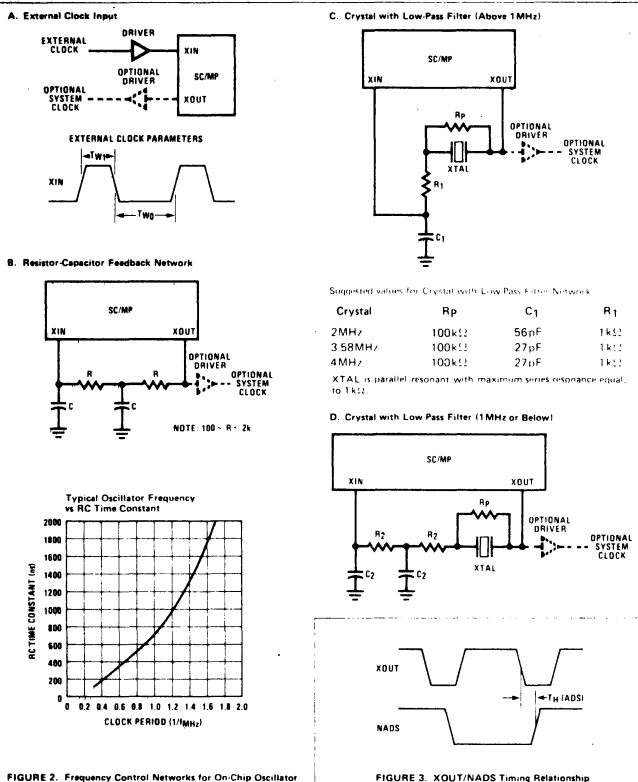 A. External Clock Input
EXTERNAL CLOCK
DRIVER
XIN
SC/MP
OPTIONAL SYSTEM CLOCK
OPTIONAL DRIVER
XOUT
EXTERNAL CLOCK PARAMETERS
XIN
TW1
TW0
B. Resistor-Capacitor Feedback Network
SC/MP
XIN
XOUT
R
R
C
C
OPTIONAL DRIVER
OPTIONAL SYSTEM CLOCK
NOTE: 100 < R < 2k
Typical Oscillator Frequency
vs RC Time Constant
RC TIME CONSTANT (ns)
2000
1800
1600
1400
1200
1000
800
600
400
200
0
0 0.2 0.4 0.6 0.8 1.0 1.2 1.4 1.6 1.8 2.0
CLOCK PERIOD (1/fMHz)
FIGURE 2. Frequency Control Networks for On-Chip Oscillator
C. Crystal with Low-Pass Filter (Above 1MHz)
SC/MP
XIN
XOUT
RP
XTAL
R1
C1
OPTIONAL DRIVER
OPTIONAL SYSTEM CLOCK
Suggested values for Crystal with Low Pass Filter Network
Crystal RP C1 R1
2MHz 100kΩ 56pF 1kΩ
3.58MHz 100kΩ 27pF 1kΩ
4MHz 100kΩ 27pF 1kΩ
XTAL is parallel resonant with maximum series resonance equal
to 1kΩ.
D. Crystal with Low Pass Filter (1MHz or Below)
SC/MP
XIN
XOUT
RP
R2
R2
XTAL
C2
C2
OPTIONAL DRIVER
OPTIONAL SYSTEM CLOCK
XOUT
TH (ADS)
NADS
FIGURE 3. XOUT/NADS Timing Relationship